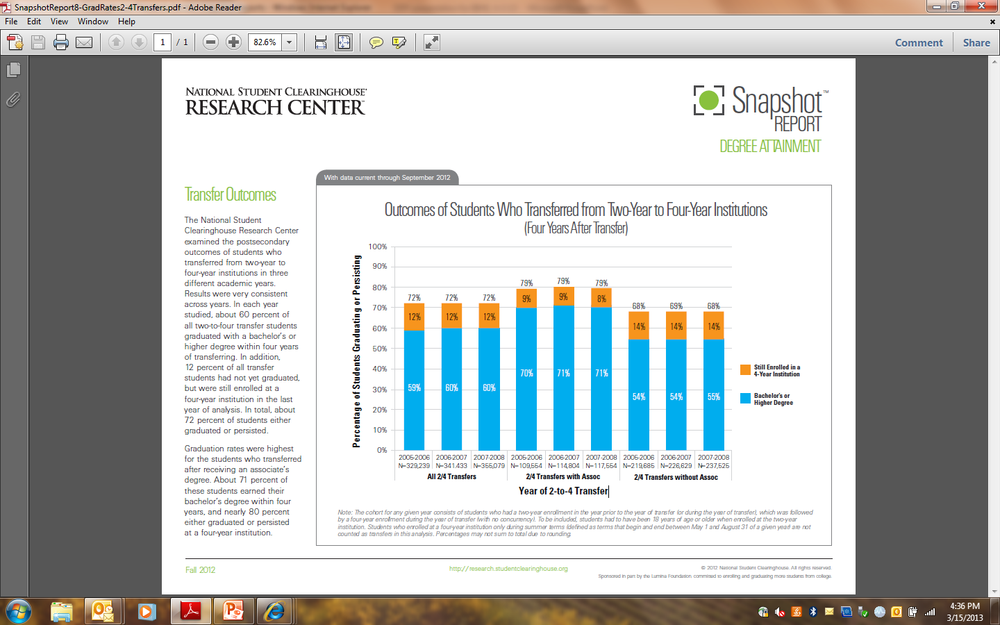 SnapshotReport8-GradRates2-4Transfers.pdf - Adobe Reader
File Edit View Window Help
1 / 1 82.6% Comment Share
NATIONAL STUDENT CLEARINGHOUSE®
RESEARCH CENTER™
Snapshot™
REPORT
DEGREE ATTAINMENT
Transfer Outcomes
The National Student
Clearinghouse Research Center
examined the postsecondary
outcomes of students who
transferred from two-year to
four-year institutions in three
different academic years.
Results were very consistent
across years. In each year
studied, about 60 percent of
all two-to-four transfer students
graduated with a bachelor's or
higher degree within four years
of transferring. In addition,
12 percent of all transfer
students had not yet graduated,
but were still enrolled at a
four-year institution in the last
year of analysis. In total, about
72 percent of students either
graduated or persisted.
Graduation rates were highest
for the students who transferred
after receiving an associate's
degree. About 71 percent of
these students earned their
bachelor's degree within four
years, and nearly 80 percent
either graduated or persisted
at a four-year institution.
With data current through September 2012
Outcomes of Students Who Transferred from Two-Year to Four-Year Institutions
(Four Years After Transfer)
Percentage of Students Graduating or Persisting
100%
90%
80%
70%
60%
50%
40%
30%
20%
10%
0%
72% 72% 72% 79% 79% 79% 68% 69% 68%
12% 12% 12% 9% 9% 8% 14% 14% 14%
59% 60% 60% 70% 71% 71% 54% 54% 55%
2005-2006 2006-2007 2007-2008 2005-2006 2006-2007 2007-2008 2005-2006 2006-2007 2007-2008
N=329,239 N=341,433 N=355,079 N=109,554 N=114,804 N=117,554 N=219,685 N=226,629 N=237,525
All 2/4 Transfers 2/4 Transfers with Assoc 2/4 Transfers without Assoc
Year of 2-to-4 Transfer
Still Enrolled in a
4-Year Institution
Bachelor's or
Higher Degree
Note: The cohort for any given year consists of students who had a two-year enrollment in the year prior to the year of transfer (or during the year of transfer), which was followed
by a four-year enrollment during the year of transfer (with no concurrency). To be included, students had to have been 18 years of age or older when enrolled at the two-year
institution. Students who enrolled at a four-year institution only during summer terms (defined as terms that begin and end between May 1 and August 31 of a given year) are not
counted as transfers in this analysis. Percentages may not sum to total due to rounding.
Fall 2012
http://research.studentclearinghouse.org
© 2012 National Student Clearinghouse. All rights reserved.
Sponsored in part by the Lumina Foundation, committed to enrolling and graduating more students from college.
4:36 PM
3/15/2013